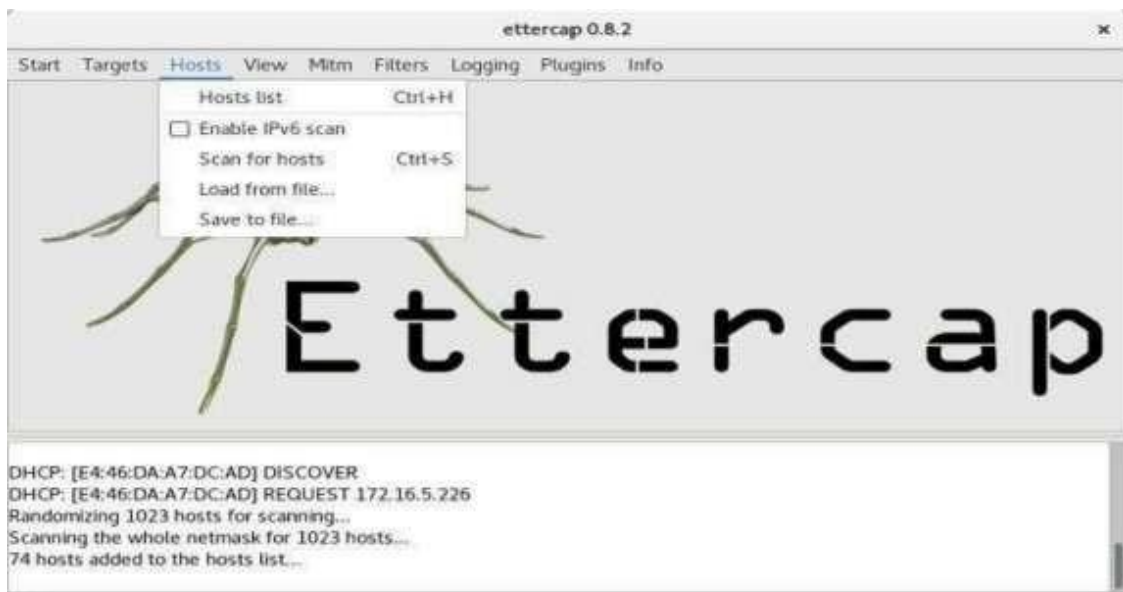 ettercap 0.8.2 ×
Start Targets Hosts View Mitm Filters Logging Plugins Info
Hosts list Ctrl+H
Enable IPv6 scan
Scan for hosts Ctrl+S
Load from file...
Save to file...
Ettercap
DHCP: [E4:46:DA:A7:DC:AD] DISCOVER
DHCP: [E4:46:DA:A7:DC:AD] REQUEST 172.16.5.226
Randomizing 1023 hosts for scanning...
Scanning the whole netmask for 1023 hosts...
74 hosts added to the hosts list...